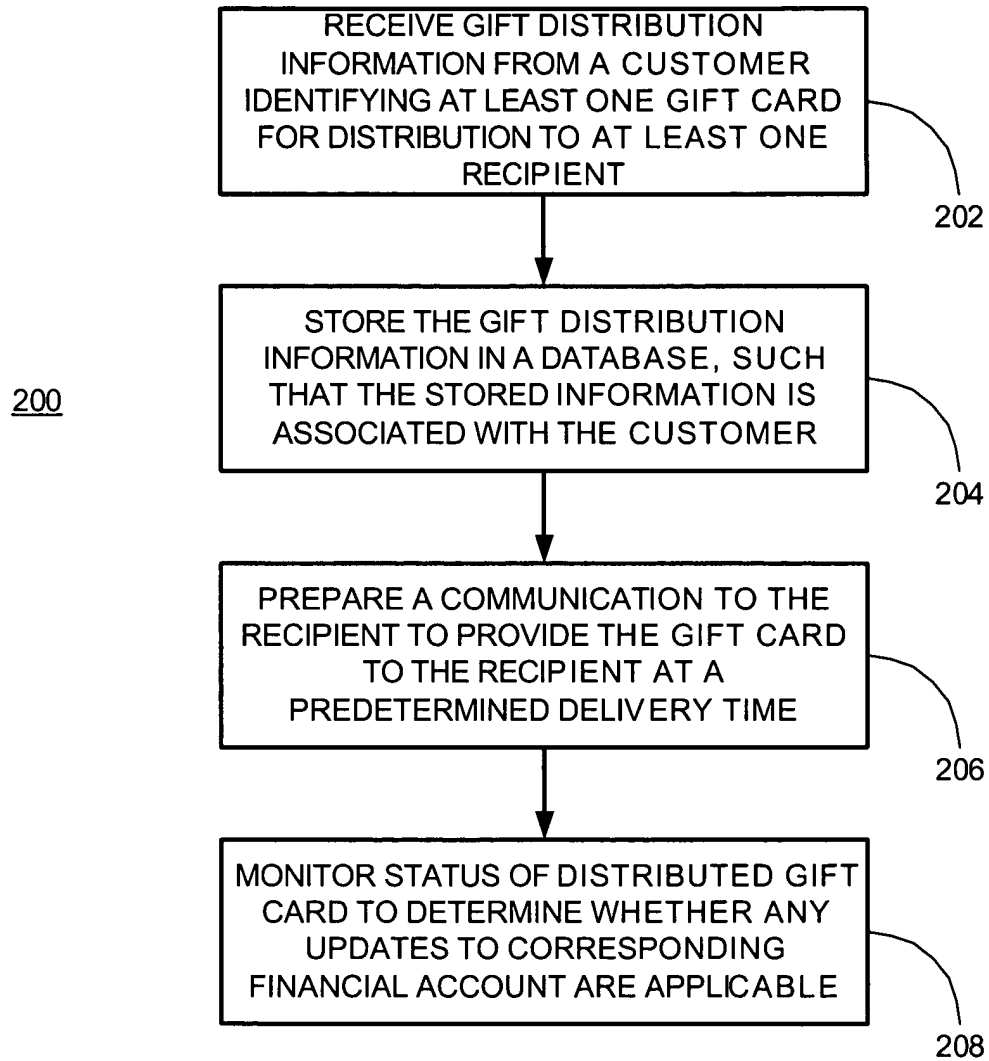 RECEIVE GIFT DISTRIBUTION
INFORMATION FROM A CUSTOMER
IDENTIFYING AT LEAST ONE GIFT CARD
FOR DISTRIBUTION TO AT LEAST ONE
RECIPIENT
202
STORE THE GIFT DISTRIBUTION
INFORMATION IN A DATABASE, SUCH
THAT THE STORED INFORMATION IS
ASSOCIATED WITH THE CUSTOMER
200
204
PREPARE A COMMUNICATION TO THE
RECIPIENT TO PROVIDE THE GIFT CARD
TO THE RECIPIENT AT A
PREDETERMINED DELIVERY TIME
206
MONITOR STATUS OF DISTRIBUTED GIFT
CARD TO DETERMINE WHETHER ANY
UPDATES TO CORRESPONDING
FINANCIAL ACCOUNT ARE APPLICABLE
208